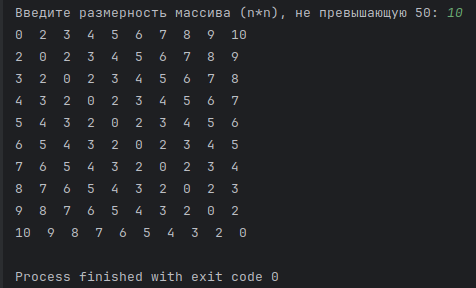 Введите размерность массива (n*n), не превышающую 50: 10
0 2 3 4 5 6 7 8 9 10
2 0 2 3 4 5 6 7 8 9
3 2 0 2 3 4 5 6 7 8
4 3 2 0 2 3 4 5 6 7
5 4 3 2 0 2 3 4 5 6
6 5 4 3 2 0 2 3 4 5
7 6 5 4 3 2 0 2 3 4
8 7 6 5 4 3 2 0 2 3
9 8 7 6 5 4 3 2 0 2
10 9 8 7 6 5 4 3 2 0
Process finished with exit code 0